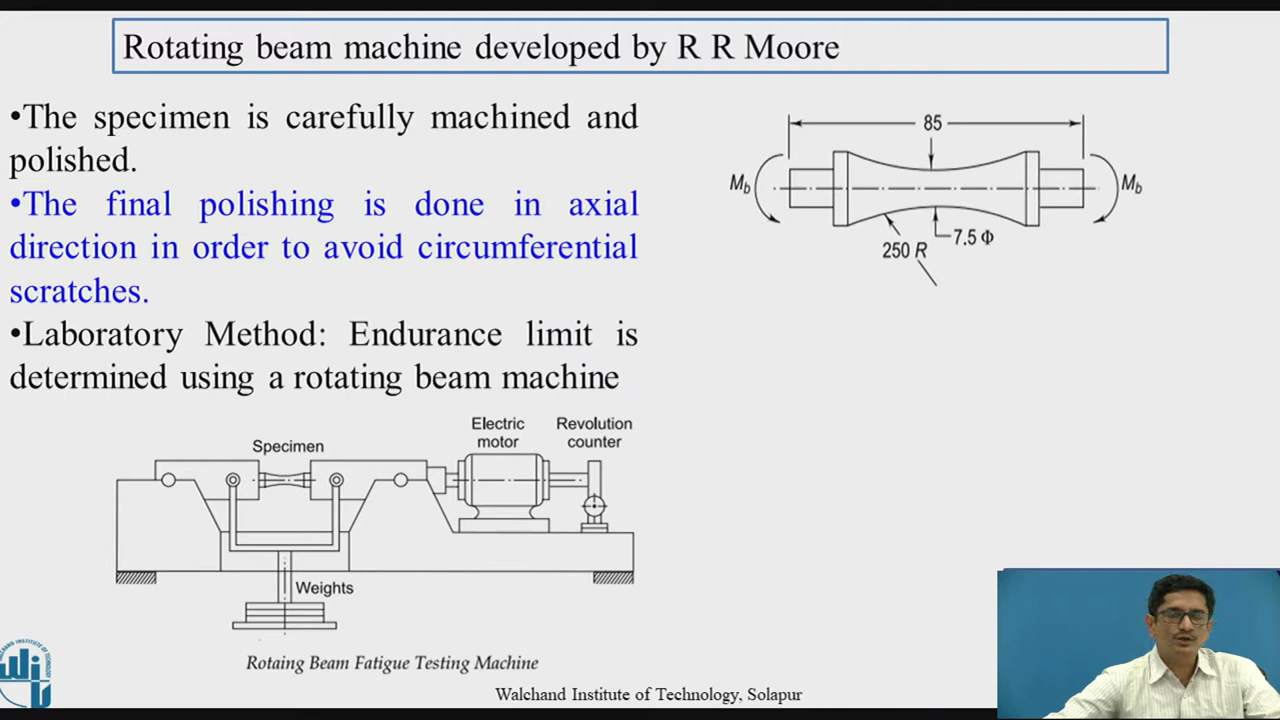 Rotating beam machine developed by R R Moore
•The specimen is carefully machined and
polished.
•The final polishing is done in axial
direction in order to avoid circumferential
scratches.
•Laboratory Method: Endurance limit is
determined using a rotating beam machine
85
Mb
Mb
7.5 Φ
250 R
Specimen
Electric
motor
Revolution
counter
Weights
Rotaing Beam Fatigue Testing Machine
Walchand Institute of Technology, Solapur